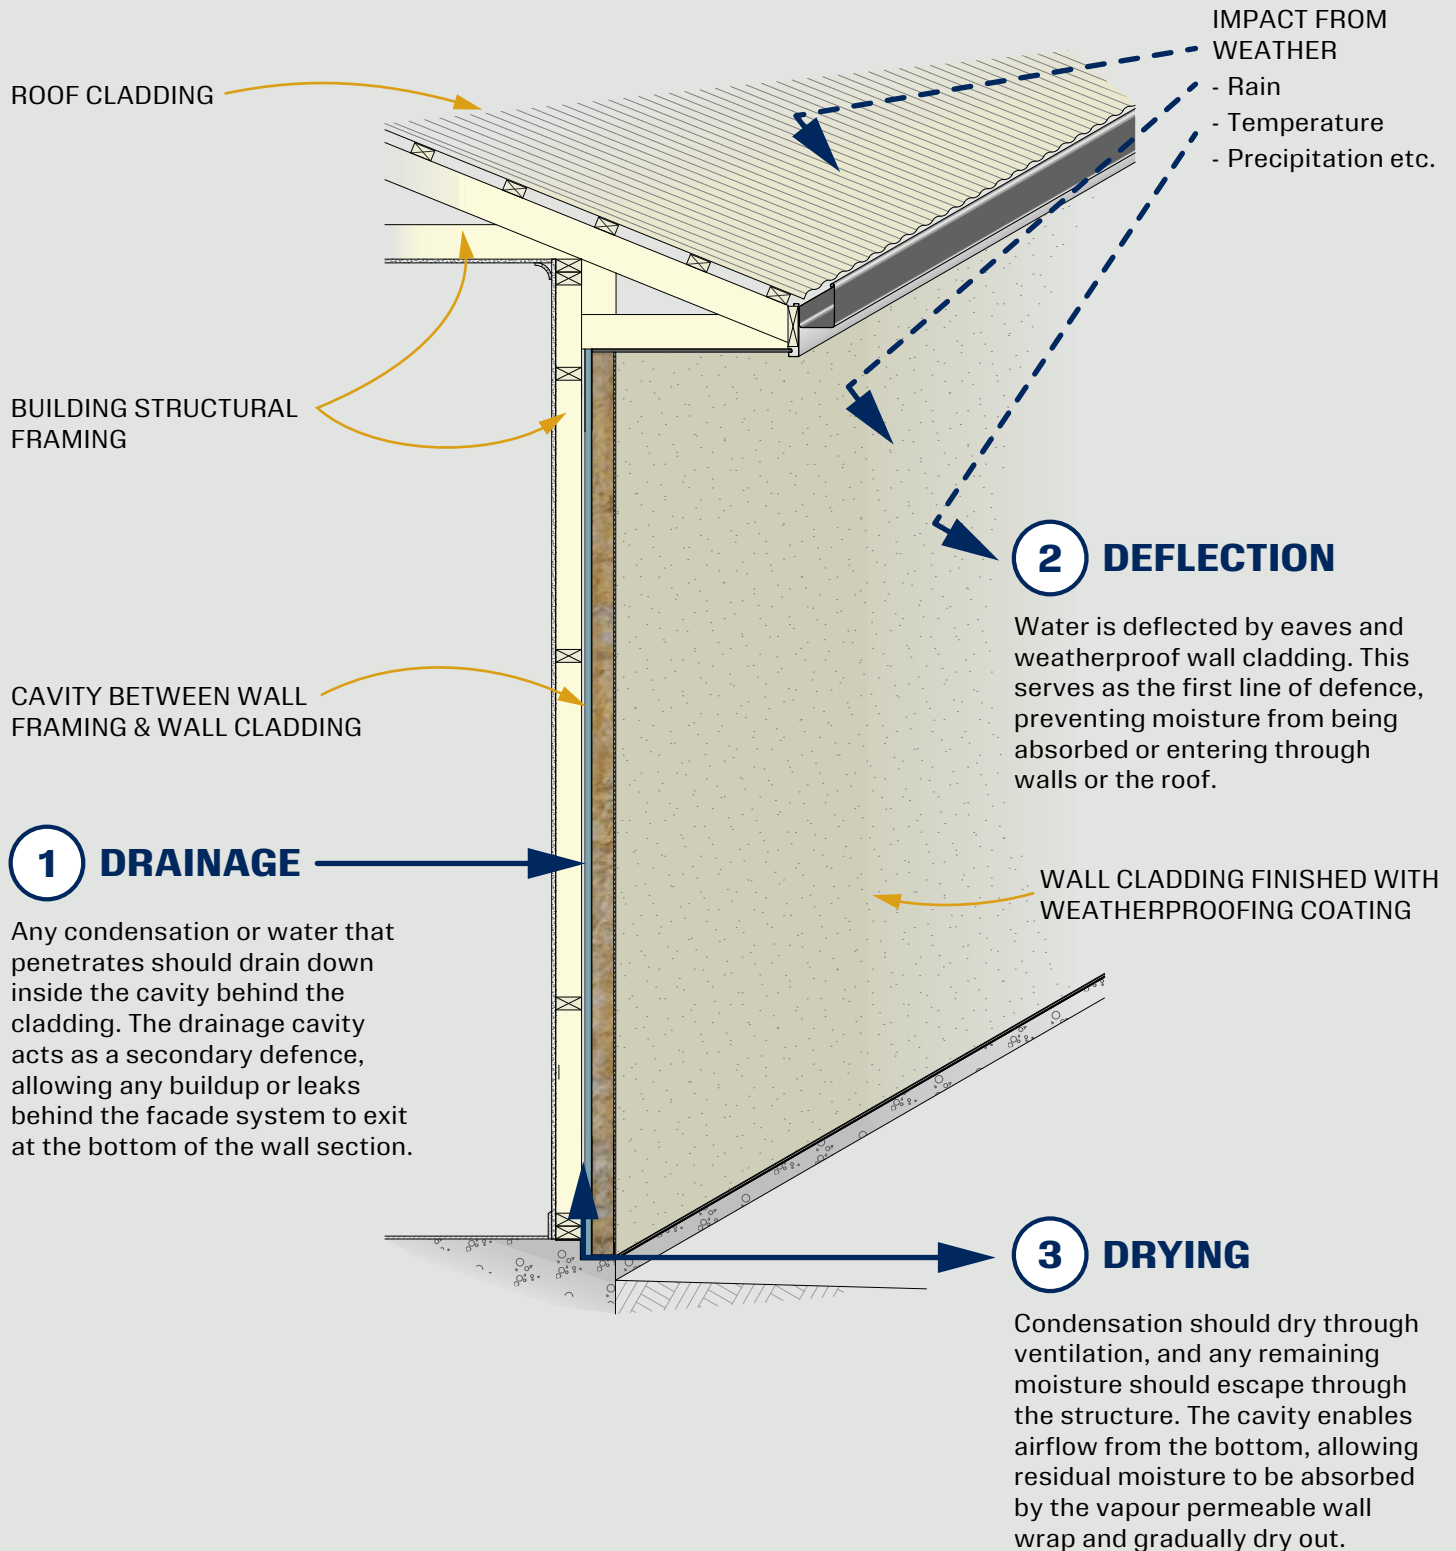 IMPACT FROM
WEATHER
- Rain
- Temperature
- Precipitation etc.
ROOF CLADDING
BUILDING STRUCTURAL
FRAMING
CAVITY BETWEEN WALL
FRAMING & WALL CLADDING
1 DRAINAGE
Any condensation or water that
penetrates should drain down
inside the cavity behind the
cladding. The drainage cavity
acts as a secondary defence,
allowing any buildup or leaks
behind the facade system to exit
at the bottom of the wall section.
2 DEFLECTION
Water is deflected by eaves and
weatherproof wall cladding. This
serves as the first line of defence,
preventing moisture from being
absorbed or entering through
walls or the roof.
WALL CLADDING FINISHED WITH
WEATHERPROOFING COATING
3 DRYING
Condensation should dry through
ventilation, and any remaining
moisture should escape through
the structure. The cavity enables
airflow from the bottom, allowing
residual moisture to be absorbed
by the vapour permeable wall
wrap and gradually dry out.